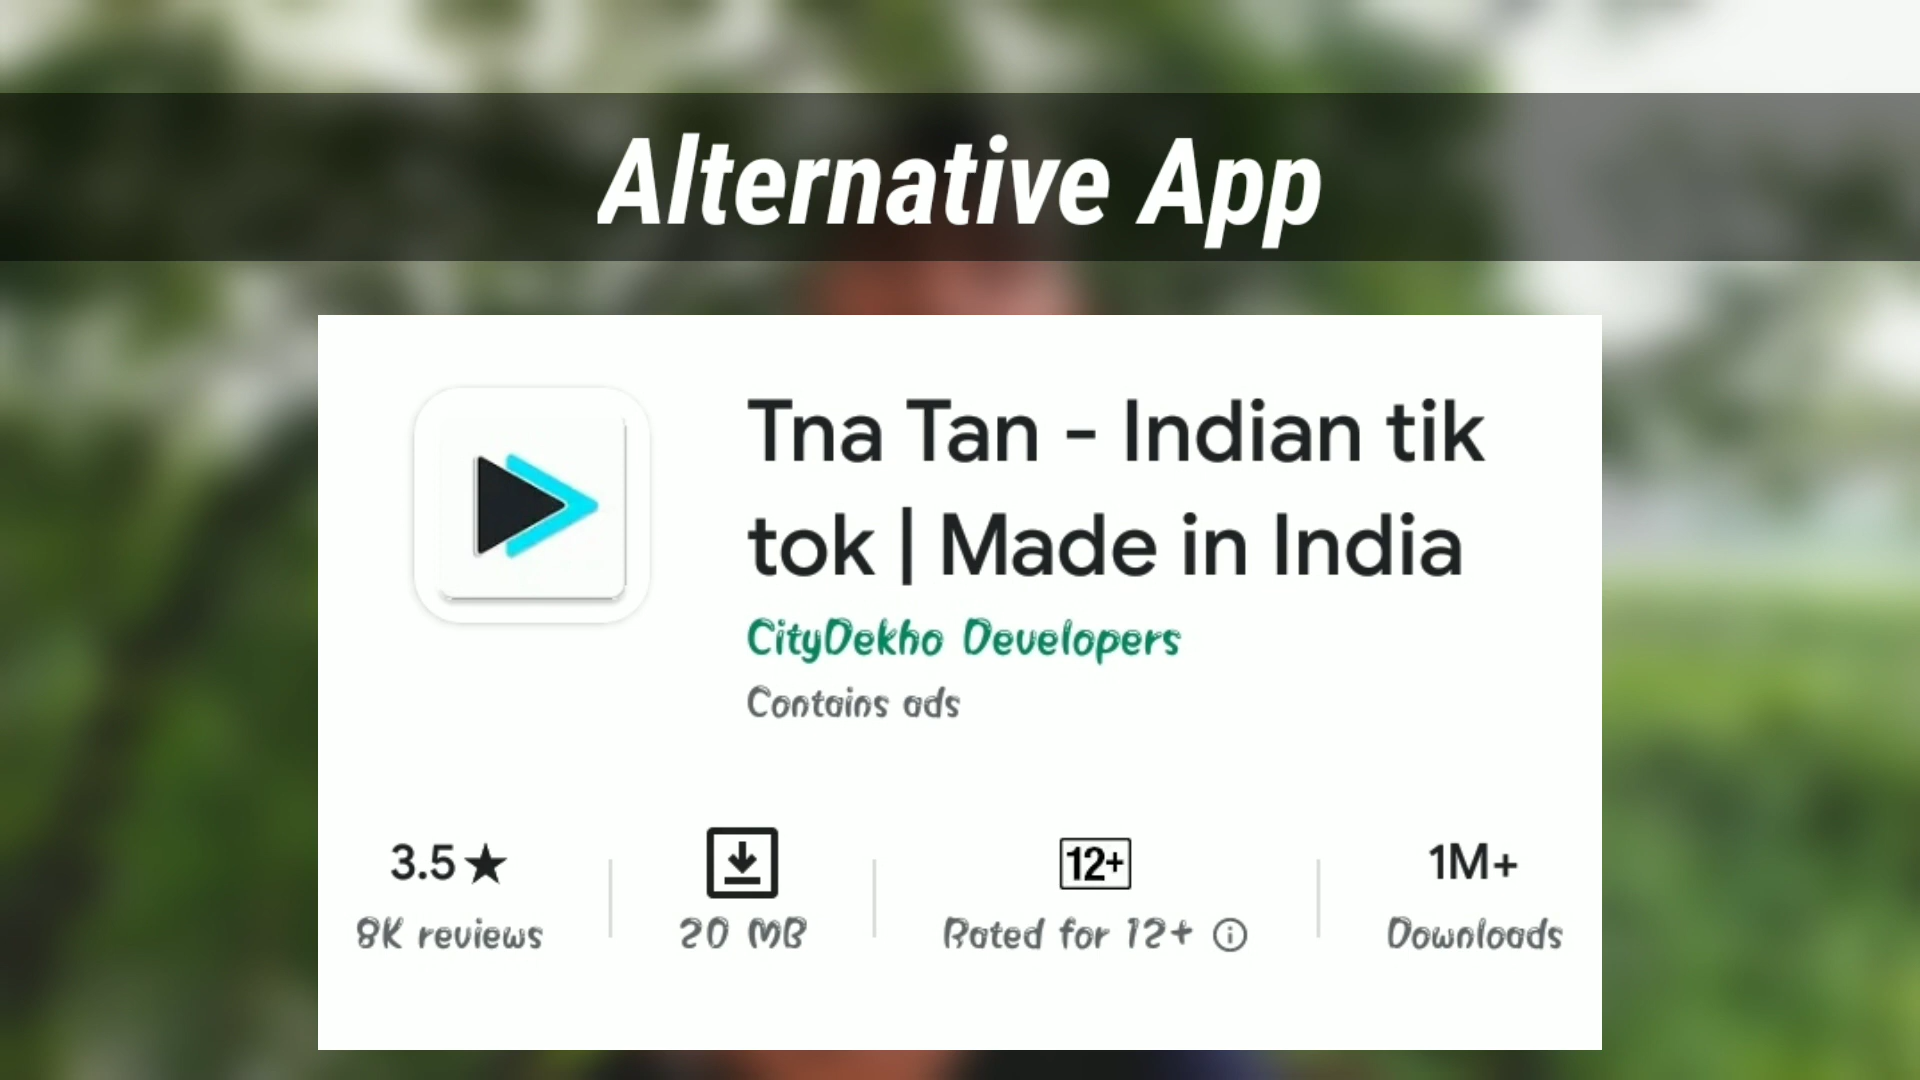 Alternative App
Tna Tan - Indian tik
tok | Made in India
CityDekho Developers
Contains ads
3.5★
8K reviews
20 MB
12+
Rated for 12+
1M+
Downloads